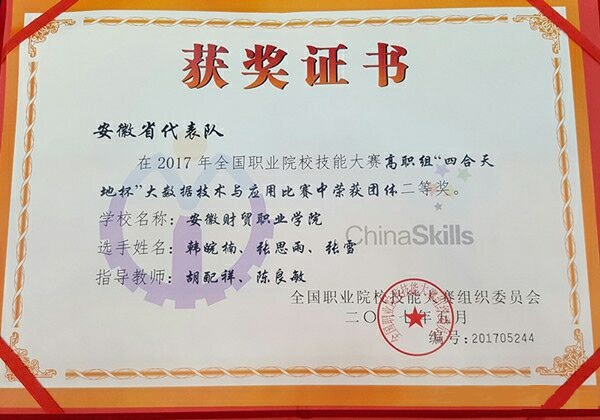 获奖证书
安徽省代表队
在2017年全国职业院校技能大赛高职组“四合天
地杯”大数据技术与应用比赛中荣获团体二等奖。
学校名称：安徽财贸职业学院
ChinaSkills
选手姓名：韩皖楠、张思雨、张雪
指导教师：胡配祥、陈良敏
全国职业院校技能大赛组织委员会
二〇一七年五月
编号：201705244